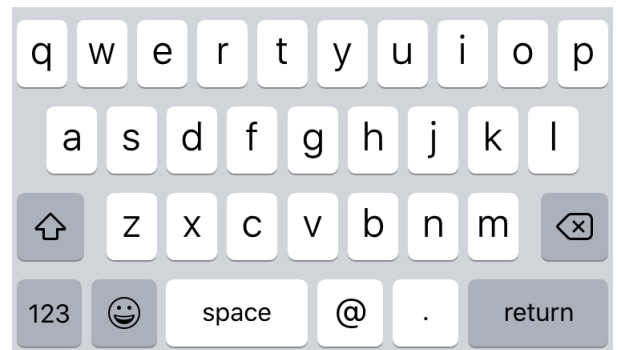 q w e r t y u i o p
a s d f g h j k l
z x c v b n m
123 space @ . return